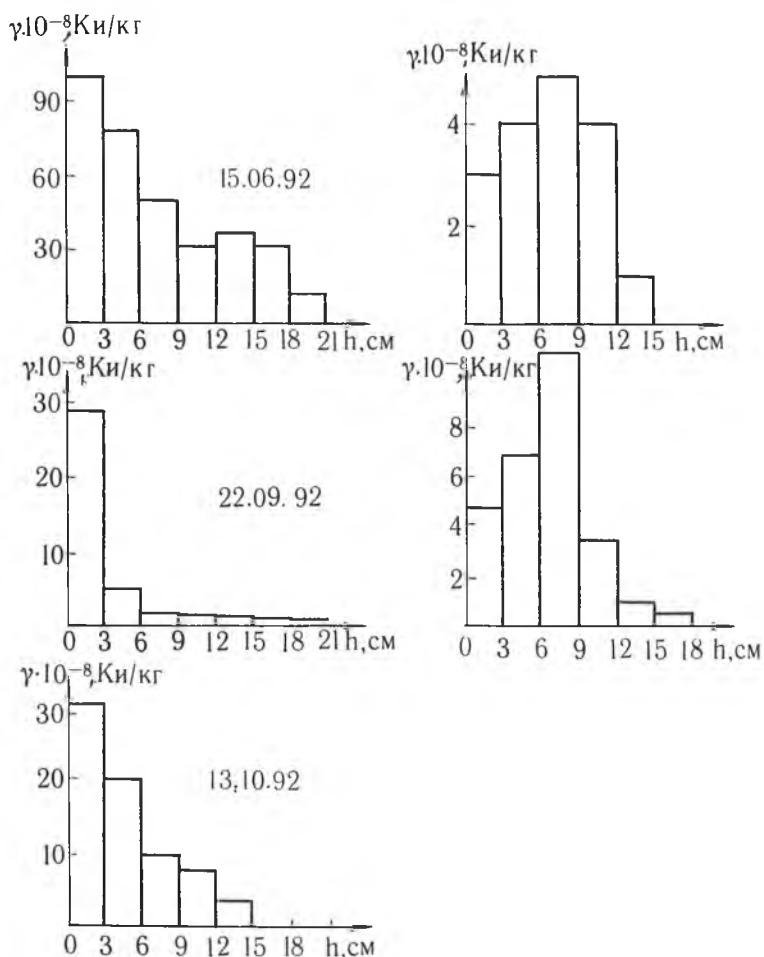 γ.10⁻⁸,Ки/кг
90
60
30
15.06.92
0 3 6 9 12 15 18 21 h,см
γ.10⁻⁸,Ки/кг
4
2
0 3 6 9 12 15 h,см
γ.10⁻⁸,Ки/кг
30
20
10
22.09.92
0 3 6 9 12 15 18 21 h,см
γ.10⁻⁸,Ки/кг
8
6
4
2
0 3 6 9 12 15 18 h,см
γ·10⁻⁸,Ки/кг
30
20
10
13.10.92
0 3 6 9 12 15 18 21 h,см